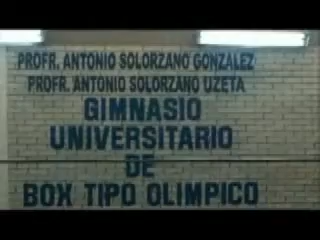 PROFR. ANTONIO SOLORZANO GONZALEZ
PROFR. ANTONIO SOLORZANO UZETA
GIMNASIO
UNIVERSITARIO
DE
BOX TIPO OLIMPICO